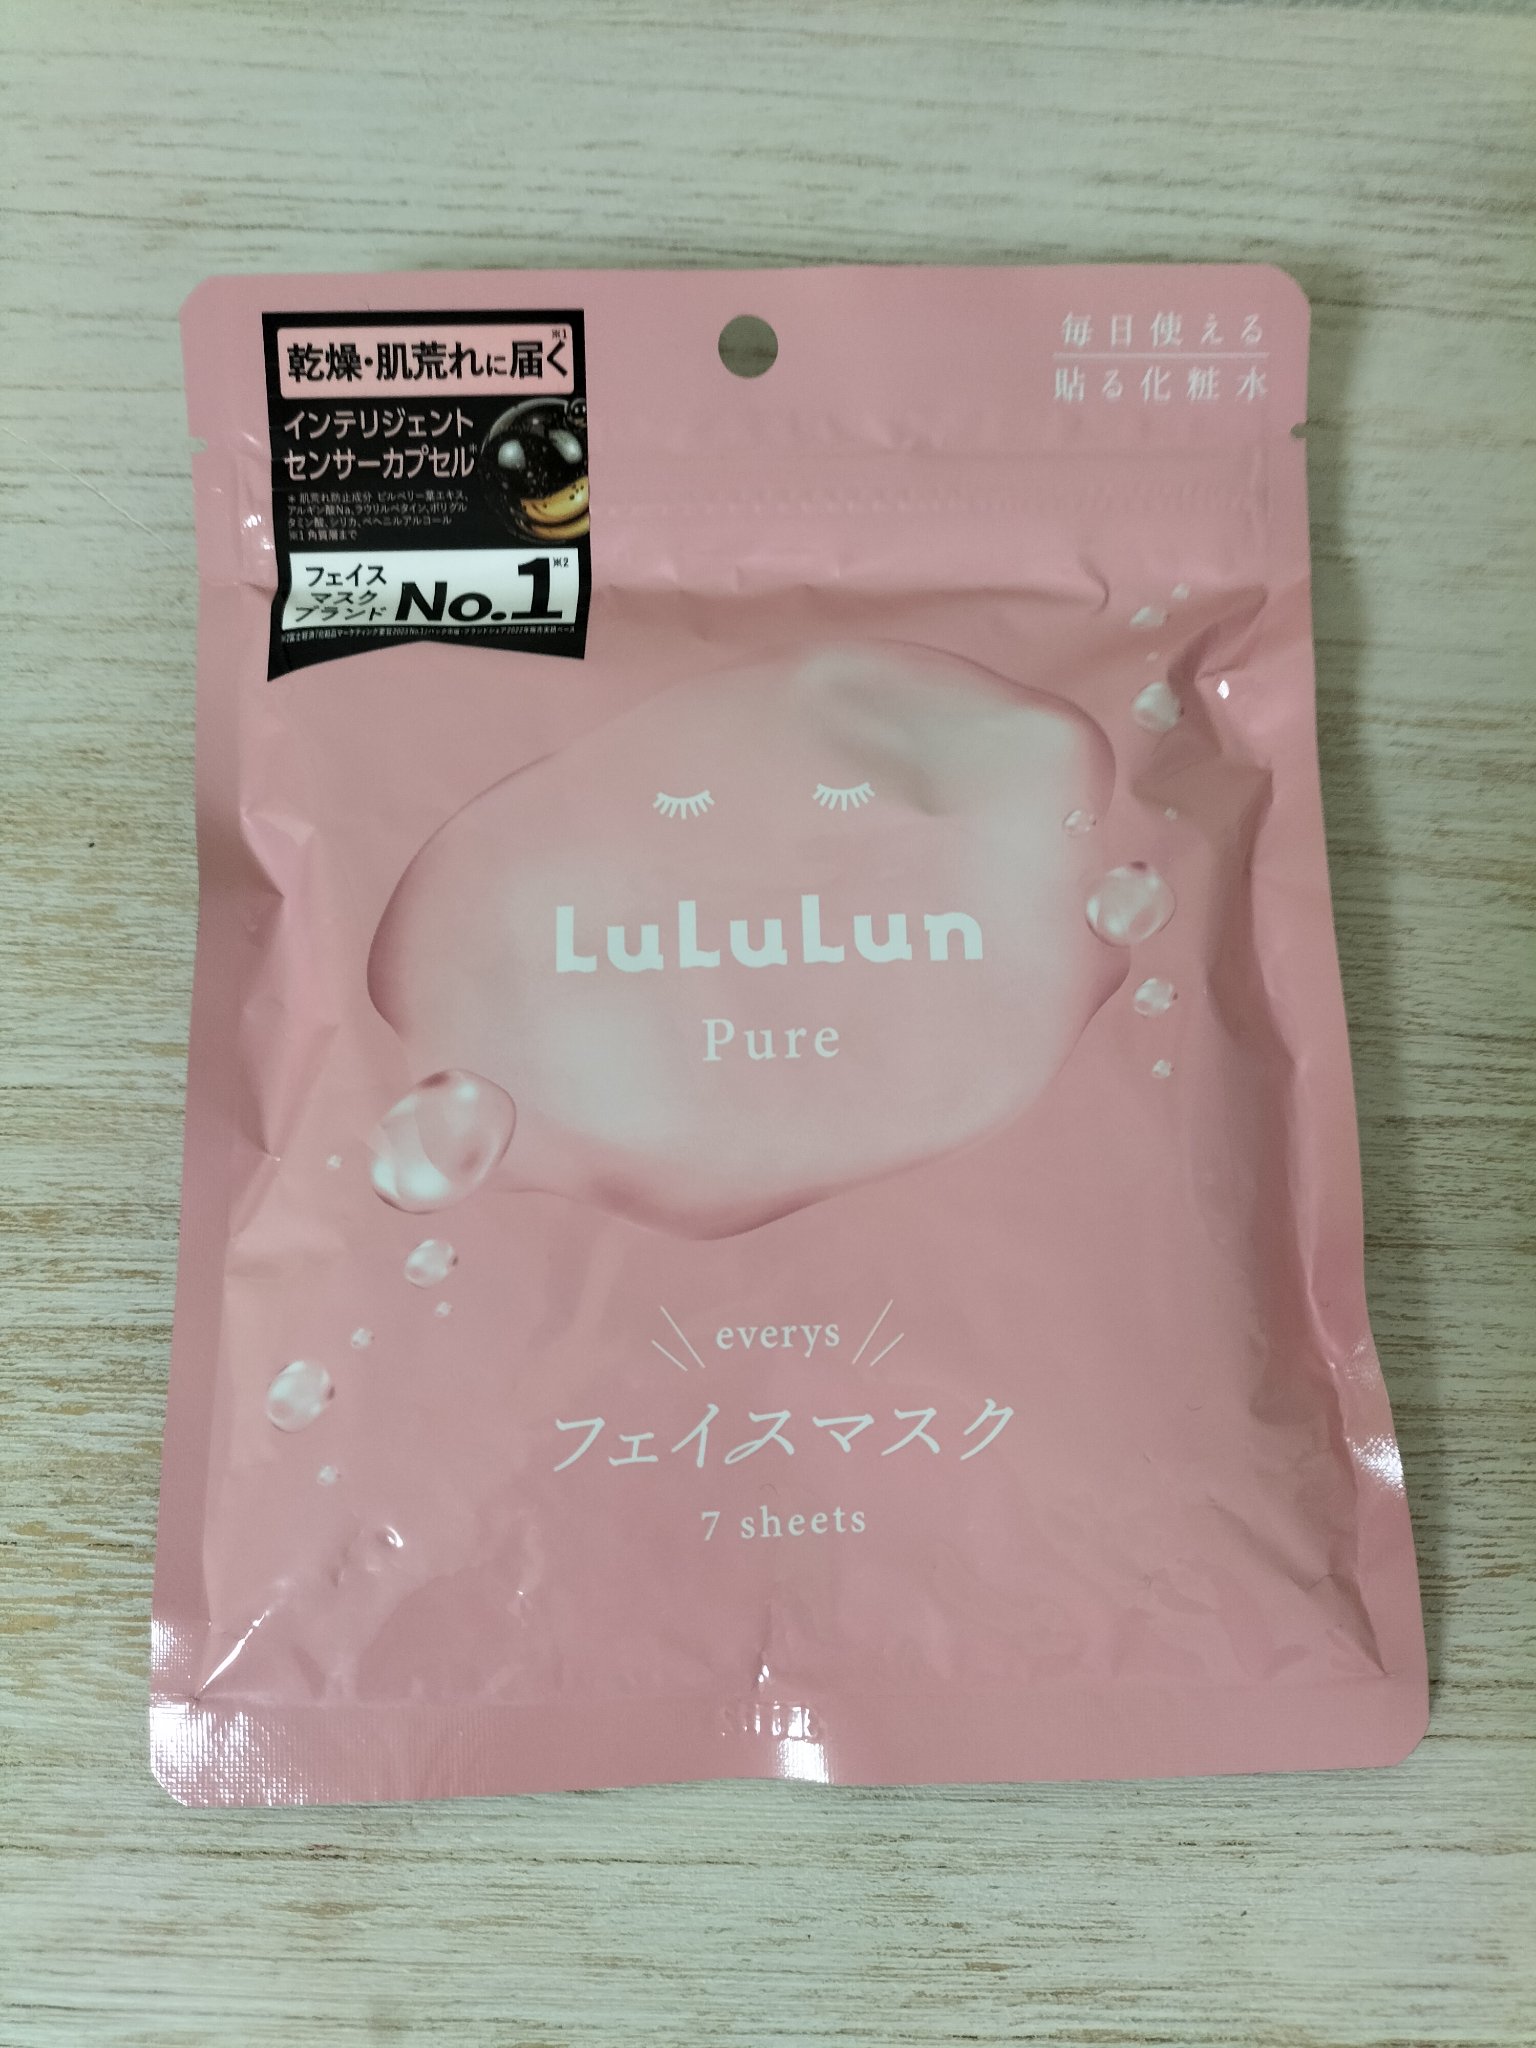 乾燥・肌荒れに届く※1
インテリジェント
センサーカプセル*
＊肌荒れ防止成分 ビルベリー葉エキス、
アルギン酸Na、ラウリルベタイン、ポリグル
タミン酸、シリカ、ベヘニルアルコール
※1 角質層まで
フェイス
マスク
ブランド
No.1※2
毎日使える
貼る化粧水
LuLuLun
Pure
everys
フェイスマスク
7 sheets